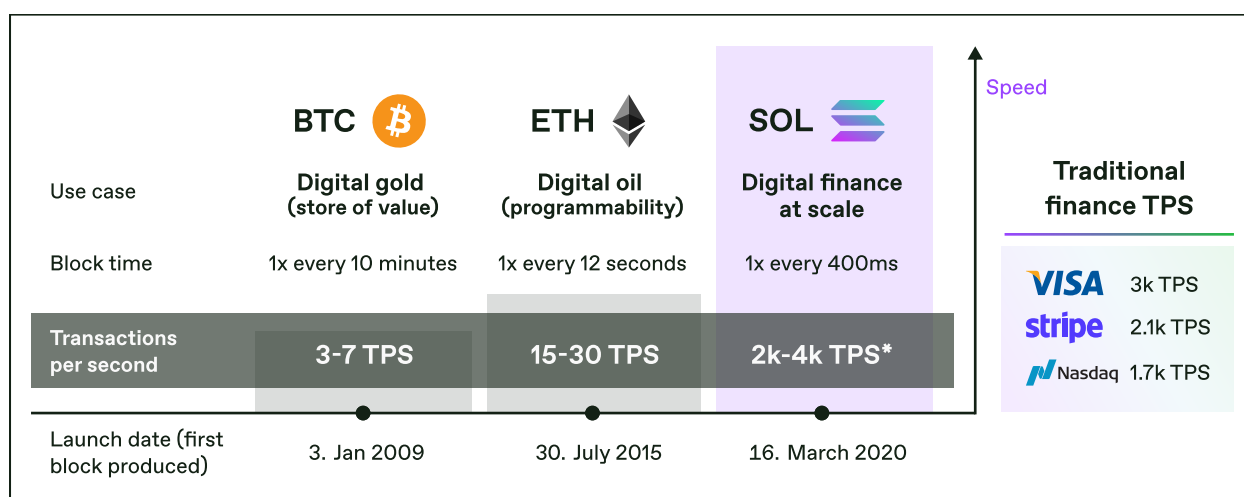 BTC
ETH
SOL
Speed
Use case
Digital gold
(store of value)
Digital oil
(programmability)
Digital finance
at scale
Block time
1x every 10 minutes
1x every 12 seconds
1x every 400ms
Transactions
per second
3-7 TPS
15-30 TPS
2k-4k TPS*
Launch date (first
block produced)
3. Jan 2009
30. July 2015
16. March 2020
Traditional
finance TPS
VISA 3k TPS
stripe 2.1k TPS
Nasdaq 1.7k TPS